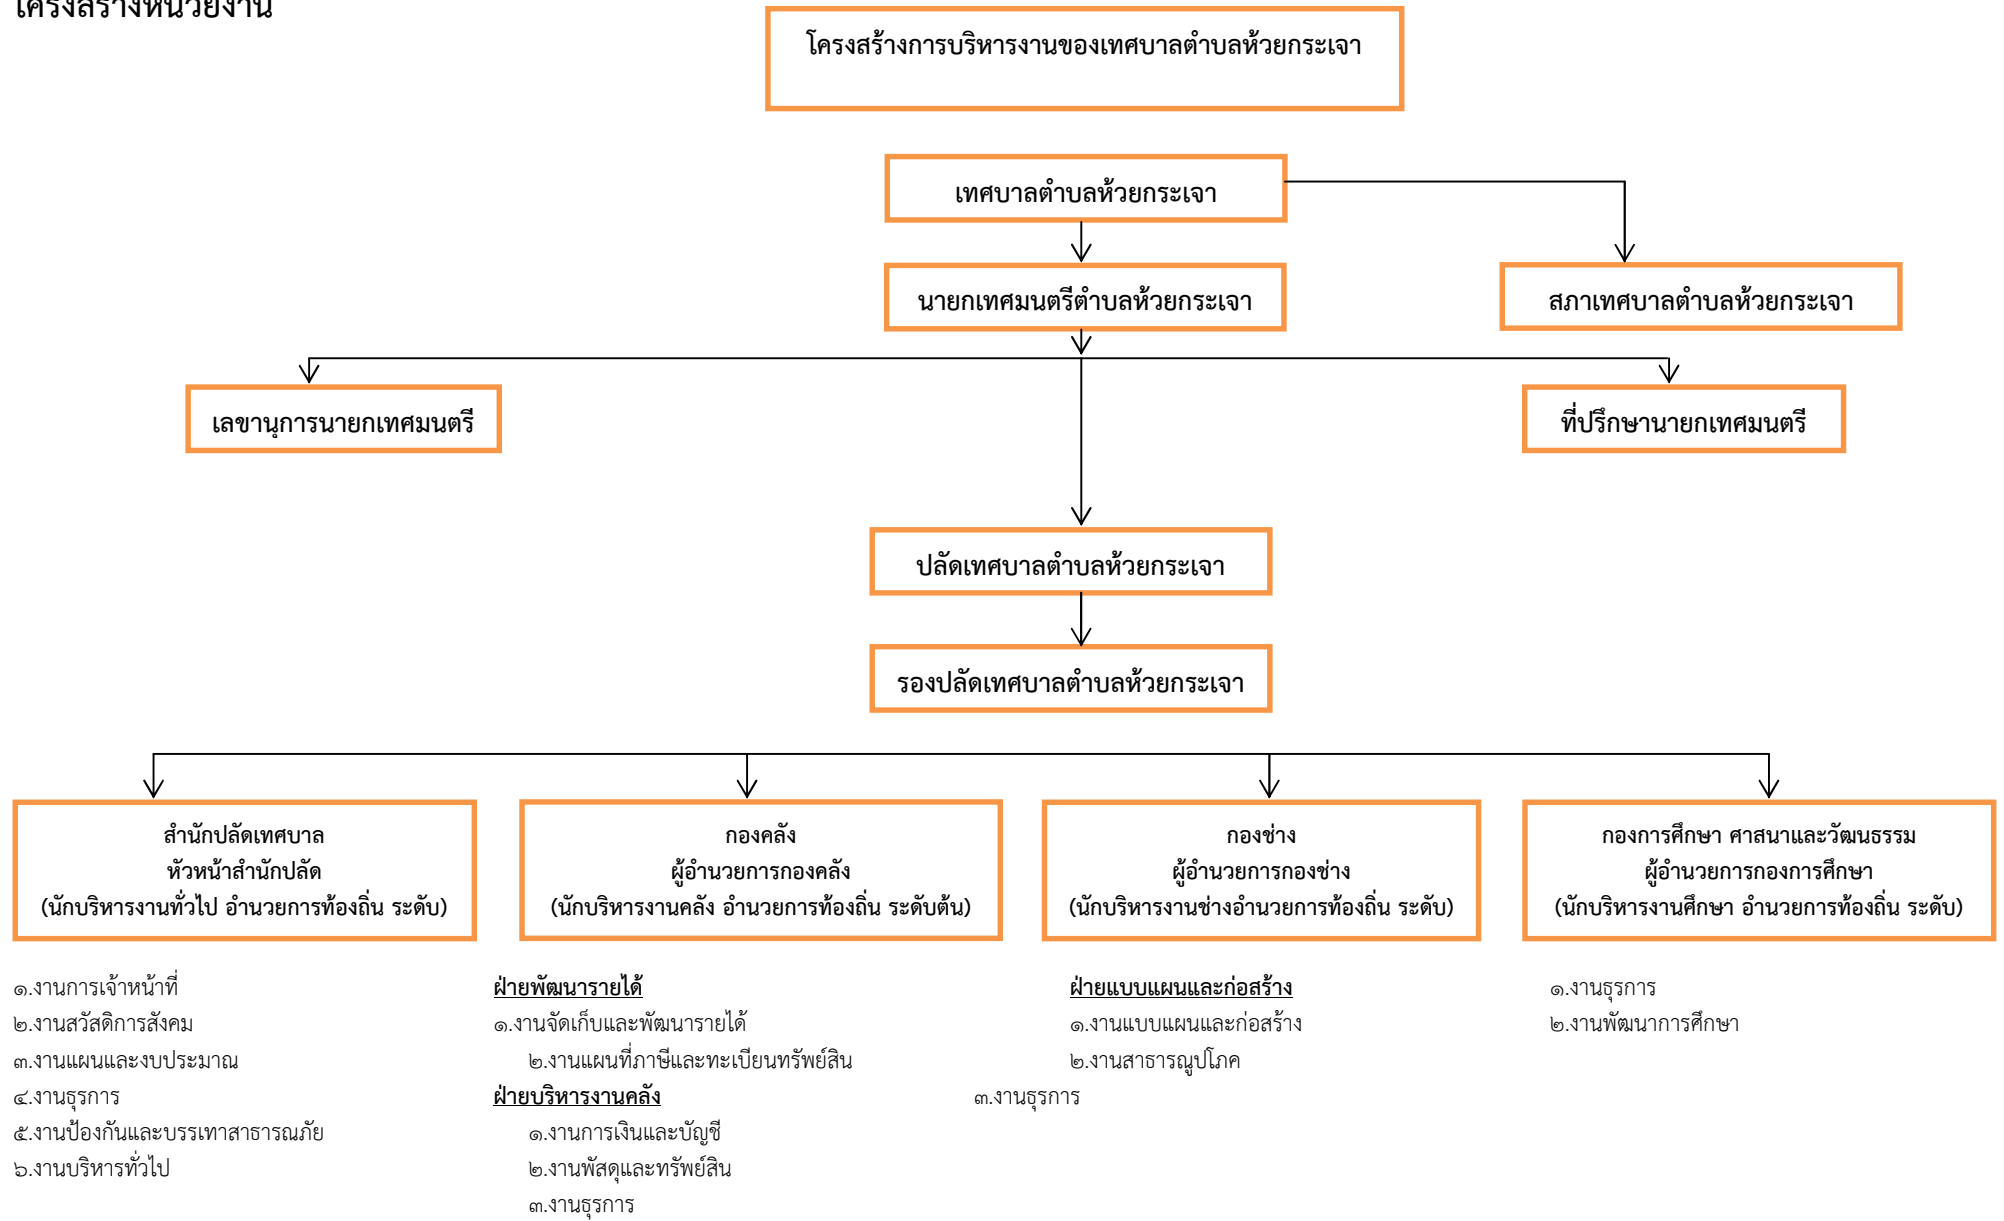 โครงสร้างหน่วยงาน
โครงสร้างการบริหารงานของเทศบาลตำบลห้วยกระเจา
เทศบาลตำบลห้วยกระเจา
นายกเทศมนตรีตำบลห้วยกระเจา
สภาเทศบาลตำบลห้วยกระเจา
เลขานุการนายกเทศมนตรี
ที่ปรึกษานายกเทศมนตรี
ปลัดเทศบาลตำบลห้วยกระเจา
รองปลัดเทศบาลตำบลห้วยกระเจา
สำนักปลัดเทศบาล
หัวหน้าสำนักปลัด
(นักบริหารงานทั่วไป อำนวยการท้องถิ่น ระดับ)
กองคลัง
ผู้อำนวยการกองคลัง
(นักบริหารงานคลัง อำนวยการท้องถิ่น ระดับต้น)
กองช่าง
ผู้อำนวยการกองช่าง
(นักบริหารงานช่างอำนวยการท้องถิ่น ระดับ)
กองการศึกษา ศาสนาและวัฒนธรรม
ผู้อำนวยการกองการศึกษา
(นักบริหารงานศึกษา อำนวยการท้องถิ่น ระดับ)
๑.งานการเจ้าหน้าที่
๒.งานสวัสดิการสังคม
๓.งานแผนและงบประมาณ
๔.งานธุรการ
๕.งานป้องกันและบรรเทาสาธารณภัย
๖.งานบริหารทั่วไป
ฝ่ายพัฒนารายได้
๑.งานจัดเก็บและพัฒนารายได้
๒.งานแผนที่ภาษีและทะเบียนทรัพย์สิน
ฝ่ายบริหารงานคลัง
๑.งานการเงินและบัญชี
๒.งานพัสดุและทรัพย์สิน
๓.งานธุรการ
ฝ่ายแบบแผนและก่อสร้าง
๑.งานแบบแผนและก่อสร้าง
๒.งานสาธารณูปโภค
๓.งานธุรการ
๑.งานธุรการ
๒.งานพัฒนาการศึกษา